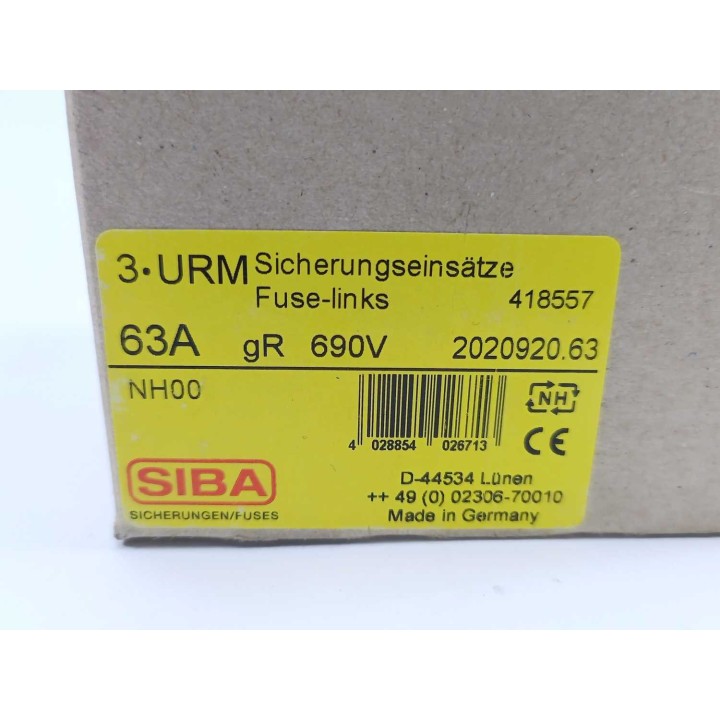 3·URM Sicherungseinsätze
Fuse-links 418557
63A gR 690V 2020920.63
NH00
NH
4 028854 026713
CE
SIBA
SICHERUNGEN/FUSES
D-44534 Lünen
++ 49 (0) 02306-70010
Made in Germany